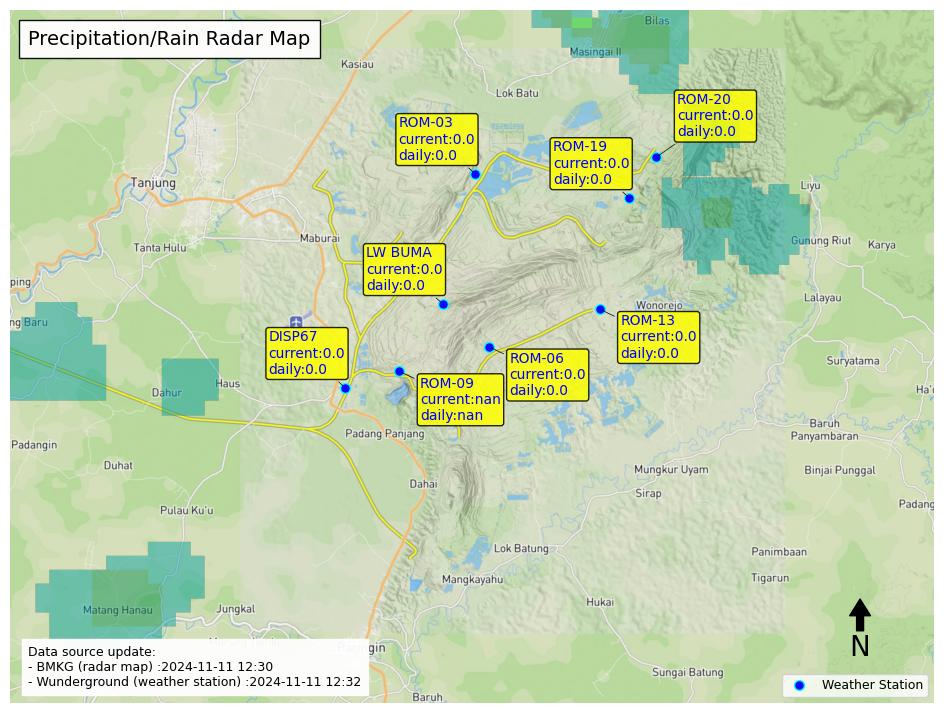 Precipitation/Rain Radar Map
Bilas
Masingai II
Kasiau
Lok Batu
ROM-20
current:0.0
daily:0.0
ROM-03
current:0.0
daily:0.0
ROM-19
current:0.0
daily:0.0
Tanjung
Liyu
Maburai
Tanta Hulu
Gunung Riut
Karya
LW BUMA
current:0.0
daily:0.0
ping
Lalayau
Wonorejo
ng Baru
ROM-13
current:0.0
daily:0.0
DISP67
current:0.0
daily:0.0
ROM-06
current:0.0
daily:0.0
Suryatama
Haus
Dahur
ROM-09
current:nan
daily:nan
Ha'
Baruh
Panyambaran
Padangin
Padang Panjang
Duhat
Mungkur Uyam
Binjai Punggal
Dahai
Sirap
Padang
Pulau Ku'u
Lok Batung
Panimbaan
Mangkayahu
Tigarun
Matang Hanau
Jungkal
Hukai
N
Data source update:
- BMKG (radar map) :2024-11-11 12:30
- Wunderground (weather station) :2024-11-11 12:32
Sungai Batung
Weather Station
Baruh